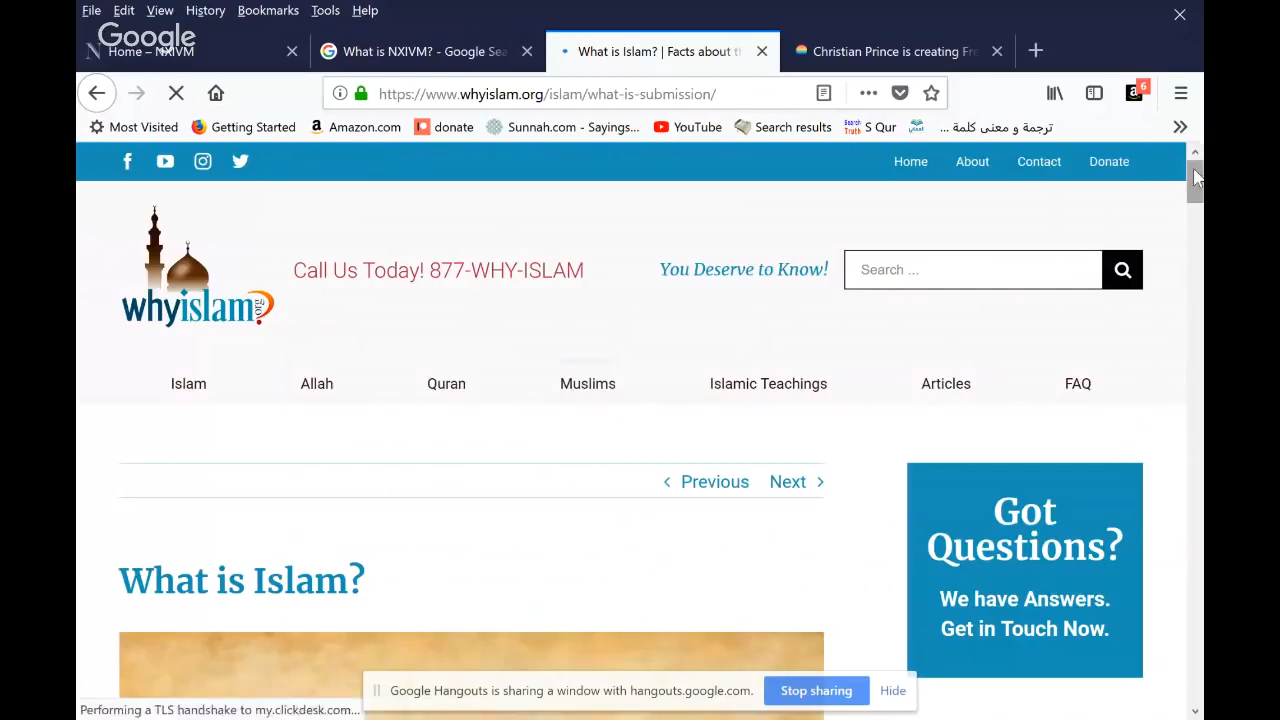 File Edit View History Bookmarks Tools Help
Google
N Home – NXIVM
What is NXIVM? - Google Sea
What is Islam? | Facts about t
Christian Prince is creating Fre
https://www.whyislam.org/islam/what-is-submission/
6
Most Visited Getting Started Amazon.com donate Sunnah.com - Sayings... YouTube Search results Search Truth S Qur ترجمة و معنى كلمة ...
Home About Contact Donate
whyislam?.org
Call Us Today! 877-WHY-ISLAM
You Deserve to Know!
Search ...
Islam Allah Quran Muslims Islamic Teachings Articles FAQ
Previous Next
What is Islam?
Got
Questions?
We have Answers.
Get in Touch Now.
Google Hangouts is sharing a window with hangouts.google.com. Stop sharing Hide
Performing a TLS handshake to my.clickdesk.com...